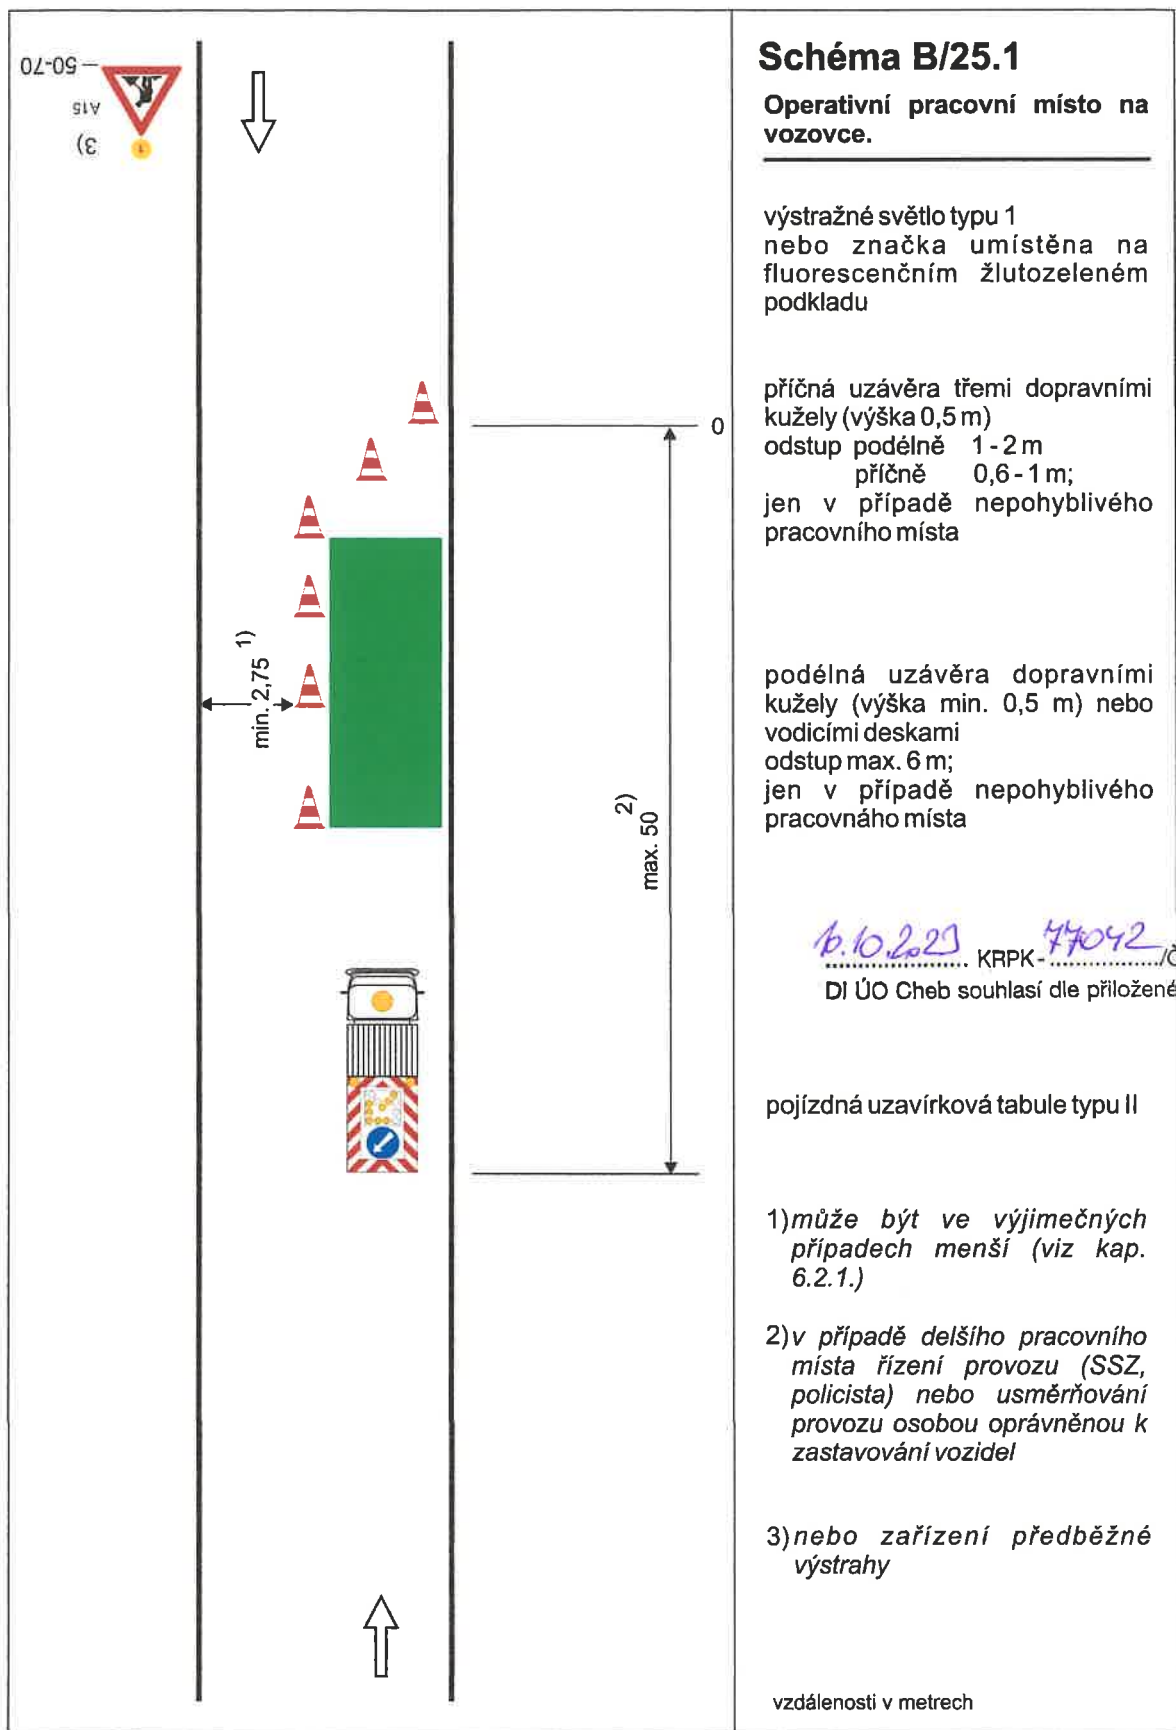 50-70
A15
3)
1
0
min. 2,75 1)
max. 50 2)
Schéma B/25.1
Operativní pracovní místo na
vozovce.
výstražné světlo typu 1
nebo značka umístěna na
fluorescenčním žlutozeleném
podkladu
příčná uzávěra třemi dopravními
kužely (výška 0,5 m)
odstup podélně 1 - 2 m
příčně 0,6 - 1 m;
jen v případě nepohyblivého
pracovního místa
podélná uzávěra dopravními
kužely (výška min. 0,5 m) nebo
vodicími deskami
odstup max. 6 m;
jen v případě nepohyblivého
pracovnáho místa
10.10.2023 KRPK-77042/Č
DI ÚO Cheb souhlasí dle přiložené
pojízdná uzavírková tabule typu II
1) může být ve výjimečných
případech menší (viz kap.
6.2.1.)
2) v případě delšího pracovního
místa řízení provozu (SSZ,
policista) nebo usměrňování
provozu osobou oprávněnou k
zastavování vozidel
3) nebo zařízení předběžné
výstrahy
vzdálenosti v metrech